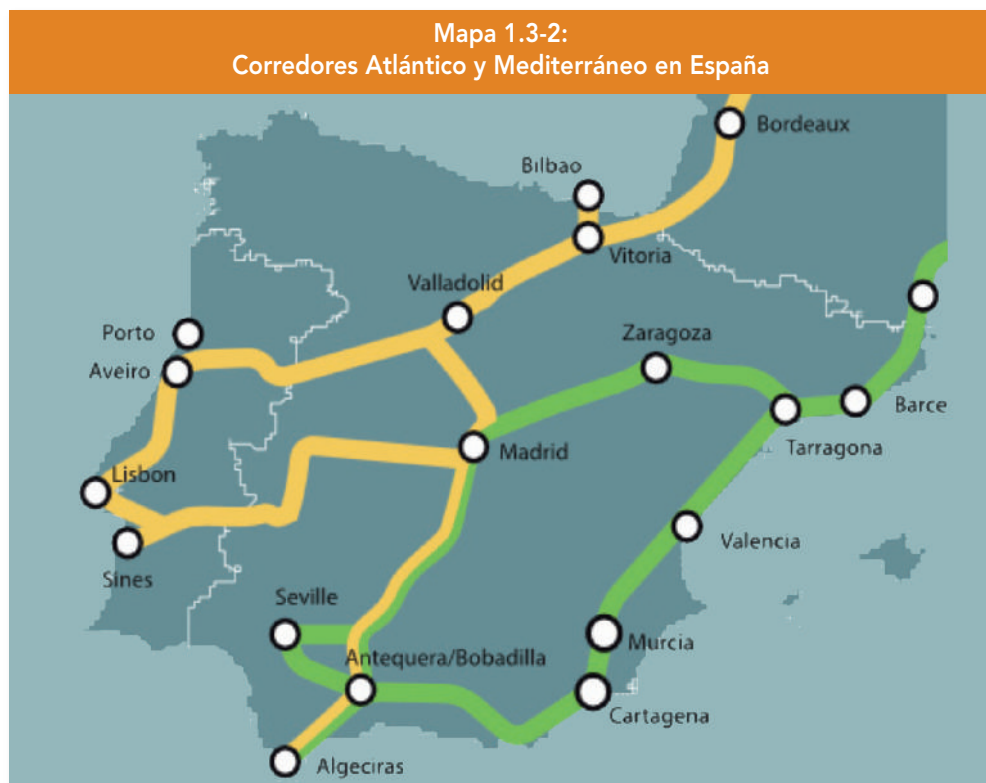 Mapa 1.3-2:
Corredores Atlántico y Mediterráneo en España
Bordeaux
Bilbao
Vitoria
Valladolid
Porto
Zaragoza
Aveiro
Barce
Madrid
Tarragona
Lisbon
Valencia
Sines
Seville
Murcia
Antequera/Bobadilla
Cartagena
Algeciras